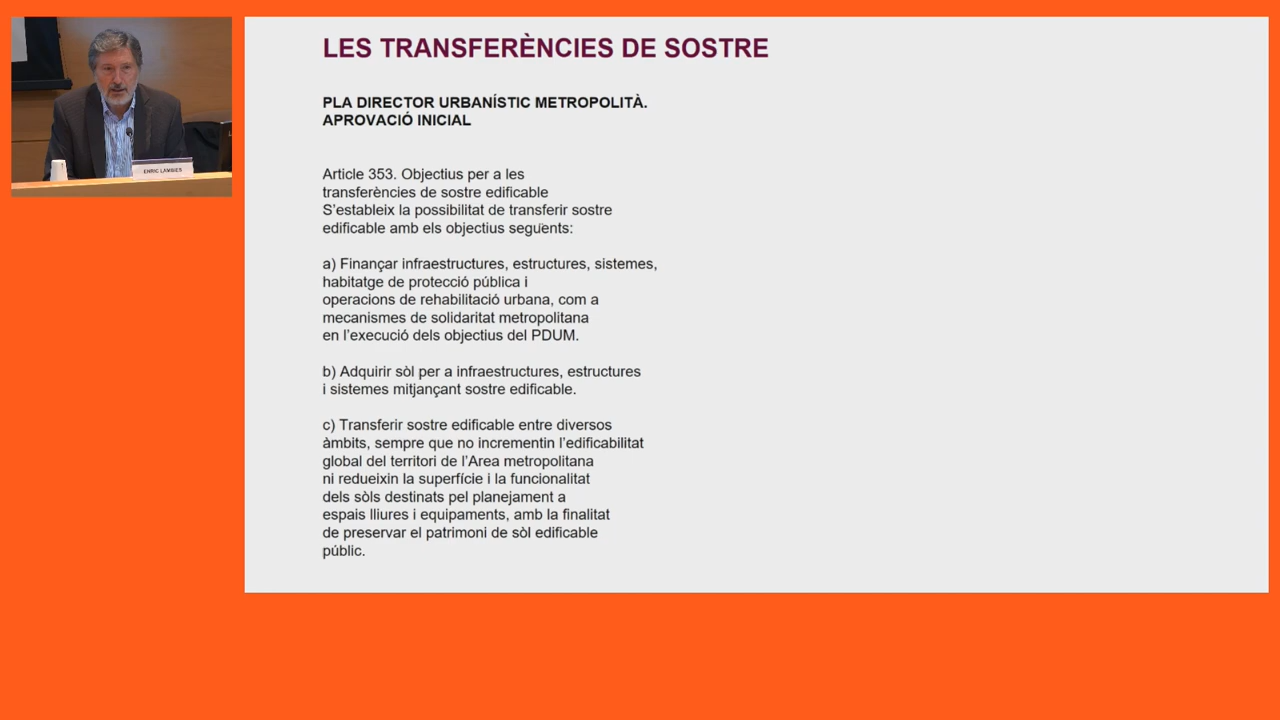 LES TRANSFERÈNCIES DE SOSTRE
PLA DIRECTOR URBANÍSTIC METROPOLITÀ.
APROVACIÓ INICIAL
Article 353. Objectius per a les
transferències de sostre edificable
S’estableix la possibilitat de transferir sostre
edificable amb els objectius següents:
a) Finançar infraestructures, estructures, sistemes,
habitatge de protecció pública i
operacions de rehabilitació urbana, com a
mecanismes de solidaritat metropolitana
en l’execució dels objectius del PDUM.
b) Adquirir sòl per a infraestructures, estructures
i sistemes mitjançant sostre edificable.
c) Transferir sostre edificable entre diversos
àmbits, sempre que no incrementin l’edificabilitat
global del territori de l’Area metropolitana
ni redueixin la superfície i la funcionalitat
dels sòls destinats pel planejament a
espais lliures i equipaments, amb la finalitat
de preservar el patrimoni de sòl edificable
públic.
ENRIC LAMBIES